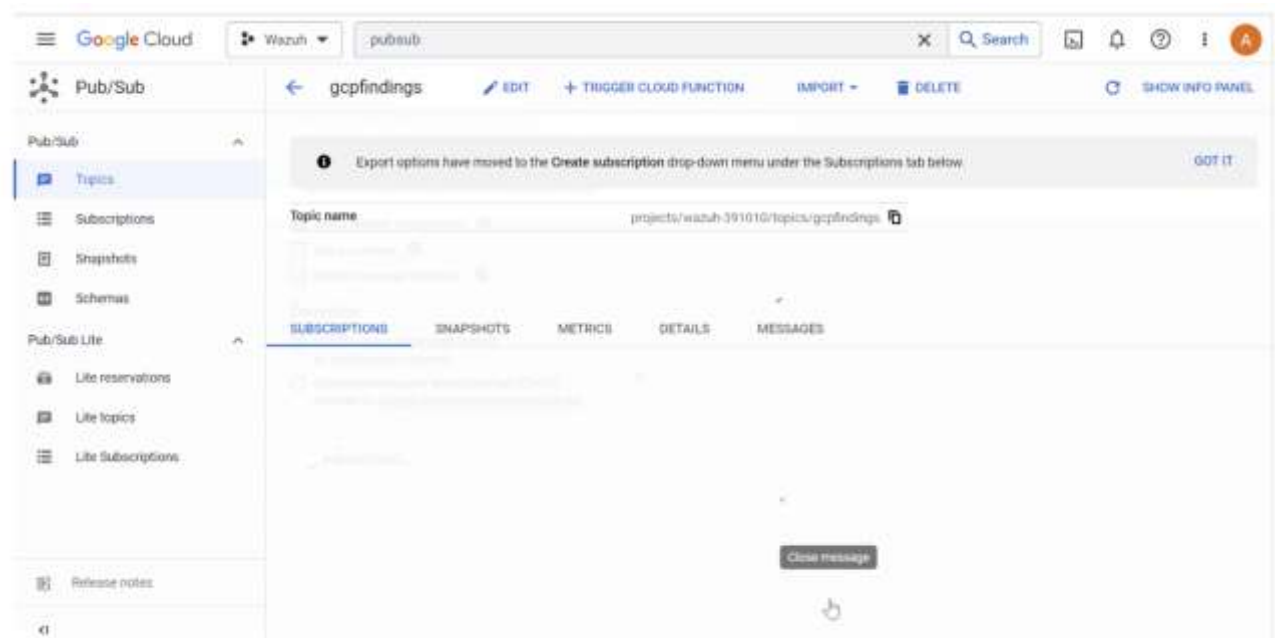 Google Cloud
Wazuh
pubsub
Search
A
Pub/Sub
gcpfindings
EDIT
+ TRIGGER CLOUD FUNCTION
IMPORT
DELETE
SHOW INFO PANEL
Pub/Sub
Export options have moved to the Create subscription drop-down menu under the Subscriptions tab below
GOT IT
Topics
Subscriptions
Topic name
projects/wazuh-391010/topics/gcpfindings
Snapshots
Schemas
SUBSCRIPTIONS
SNAPSHOTS
METRICS
DETAILS
MESSAGES
Pub/Sub Lite
Lite reservations
Lite topics
Lite Subscriptions
Close message
Release notes